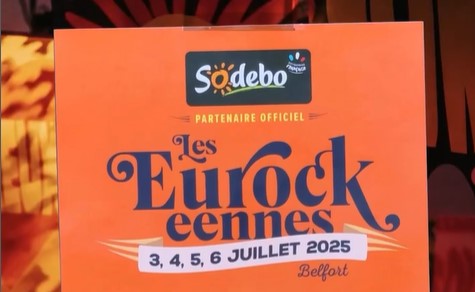 Sodebo
PARTENAIRE OFFICIEL
Les
Eurock
eennes
3, 4, 5, 6 JUILLET 2025
Belfort